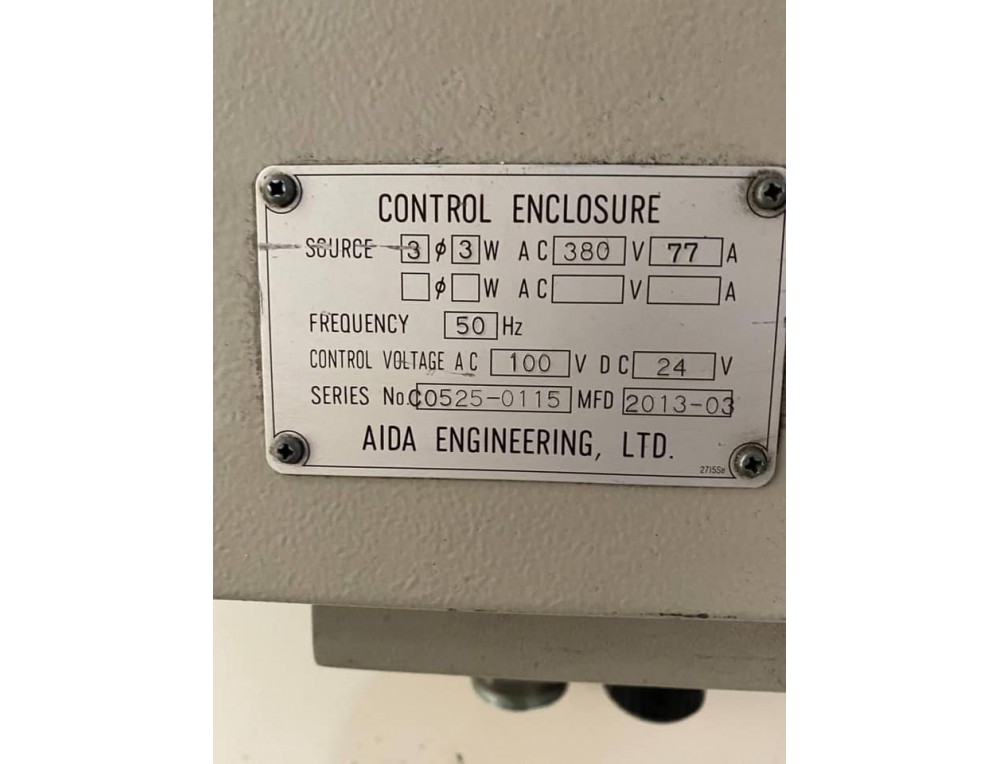 CONTROL ENCLOSURE
SOURCE 3 φ 3 W AC 380 V 77 A
φ W AC V A
FREQUENCY 50 Hz
CONTROL VOLTAGE AC 100 V DC 24 V
SERIES No. C0525-0115 MFD 2013-03
AIDA ENGINEERING, LTD.